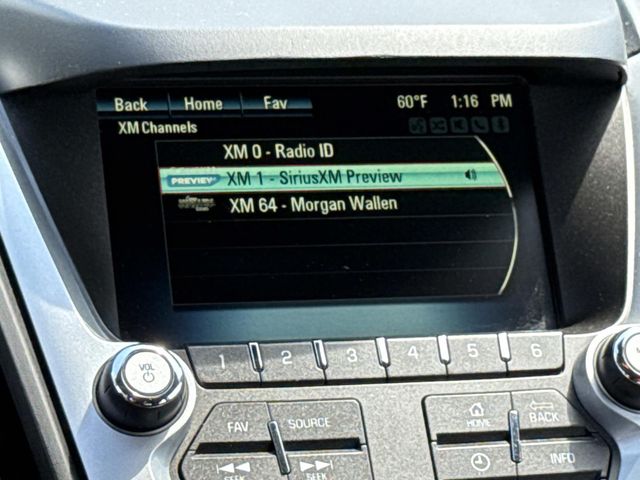 Back Home Fav 60°F 1:16 PM
XM Channels
XM 0 - Radio ID
PREVIEW XM 1 - SiriusXM Preview
XM 64 - Morgan Wallen
1 2 3 4 5 6
VOL
FAV SOURCE HOME BACK
SEEK SEEK INFO